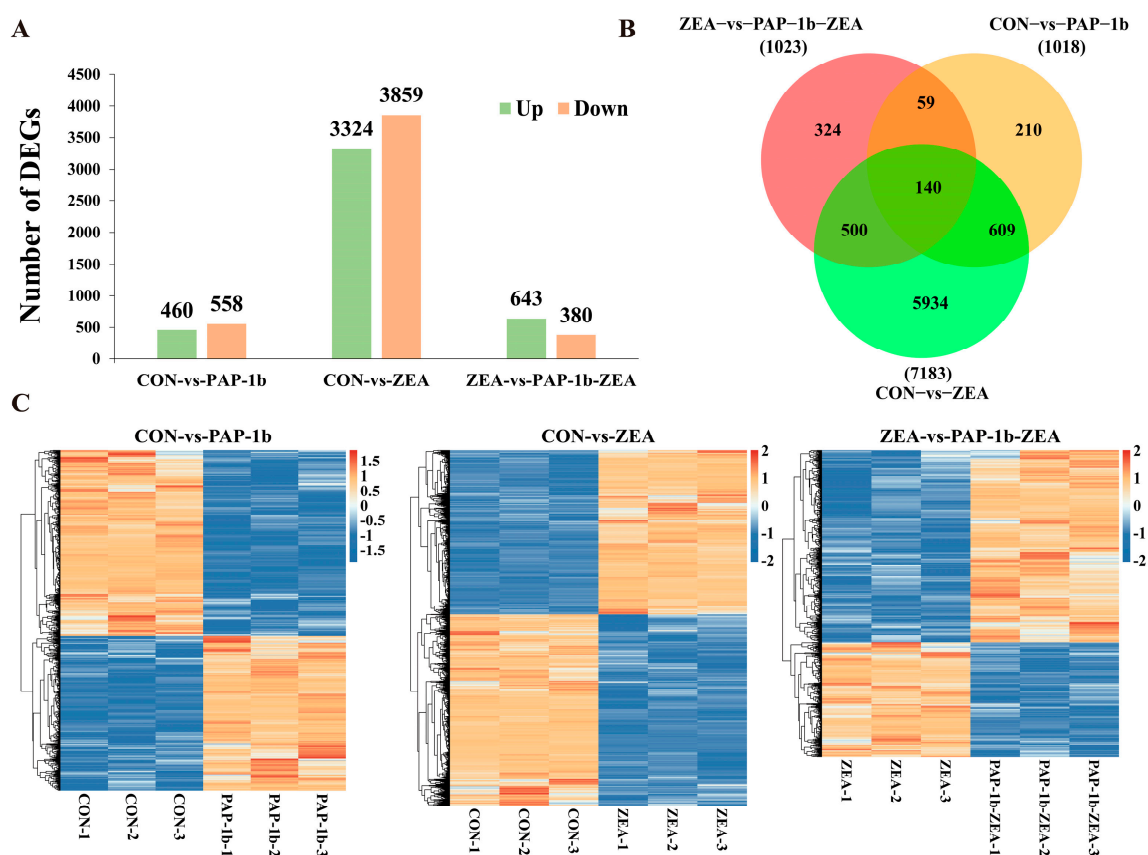 A
Number of DEGs
4500
4000
3500
3000
2500
2000
1500
1000
500
0
Up
Down
460
558
3324
3859
643
380
CON-vs-PAP-1b
CON-vs-ZEA
ZEA-vs-PAP-1b-ZEA
B
ZEA−vs−PAP−1b−ZEA
(1023)
CON−vs−PAP−1b
(1018)
324
59
210
140
500
609
5934
(7183)
CON−vs−ZEA
C
CON-vs-PAP-1b
1.5
1
0.5
0
-0.5
-1
-1.5
CON-1
CON-2
CON-3
PAP-1b-1
PAP-1b-2
PAP-1b-3
CON-vs-ZEA
2
1
0
-1
-2
CON-1
CON-2
CON-3
ZEA-1
ZEA-2
ZEA-3
ZEA-vs-PAP-1b-ZEA
2
1
0
-1
-2
ZEA-1
ZEA-2
ZEA-3
PAP-1b-ZEA-1
PAP-1b-ZEA-2
PAP-1b-ZEA-3